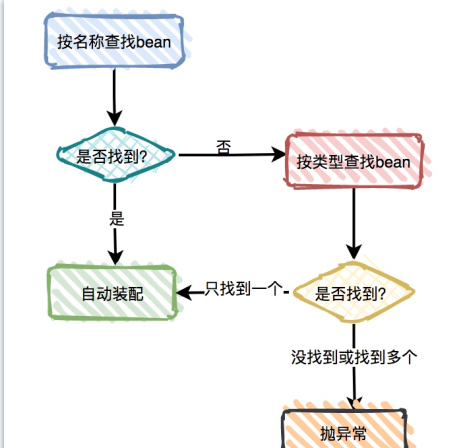 按名称查找bean
是否找到?
否
按类型查找bean
是
自动装配
只找到一个
是否找到?
没找到或找到多个
抛异常